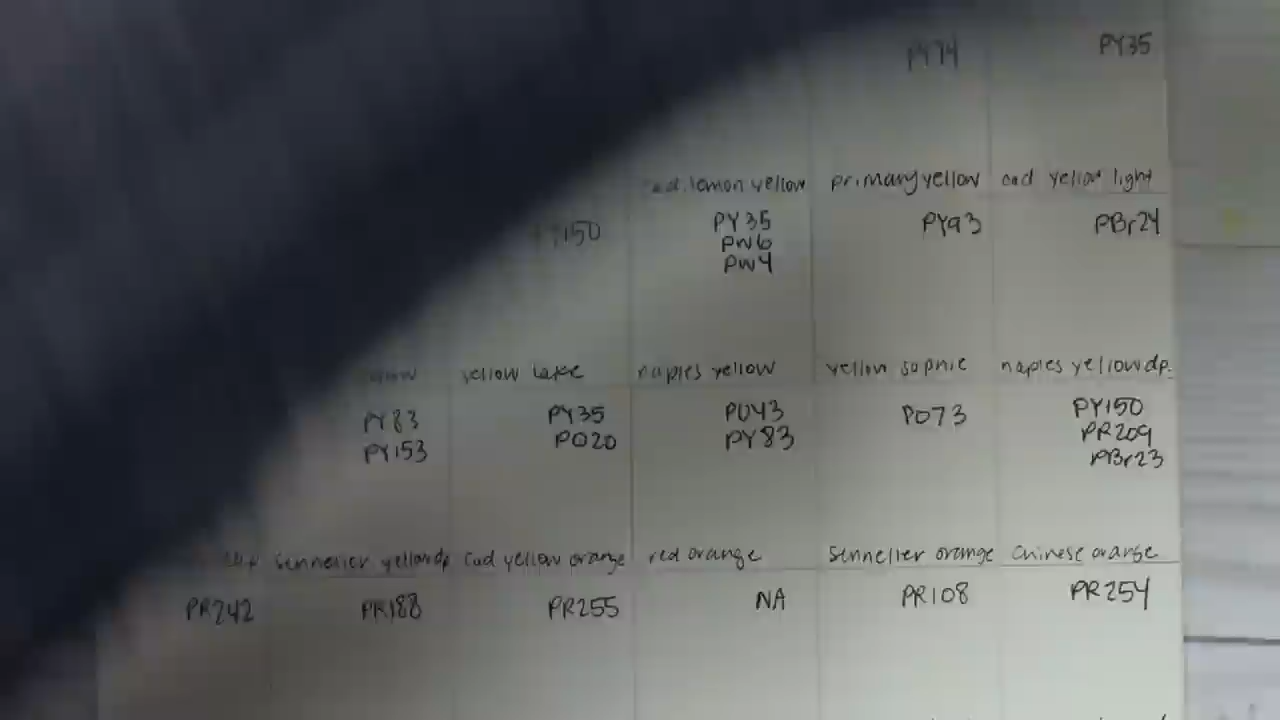 PY74 PY35
lemon yellow primary yellow cad yellow light
PY150 PY35 PY93 PBr24
PW6
PW4
yellow lake naples yellow yellow sophie naples yellow dp.
PY83 PY35 PO43 PO73 PY150
PY153 PO20 PY83 PR209
PBr23
sennelier yellow dp cad yellow orange red orange sennelier orange chinese orange
PR242 PR188 PR255 NA PR108 PR254